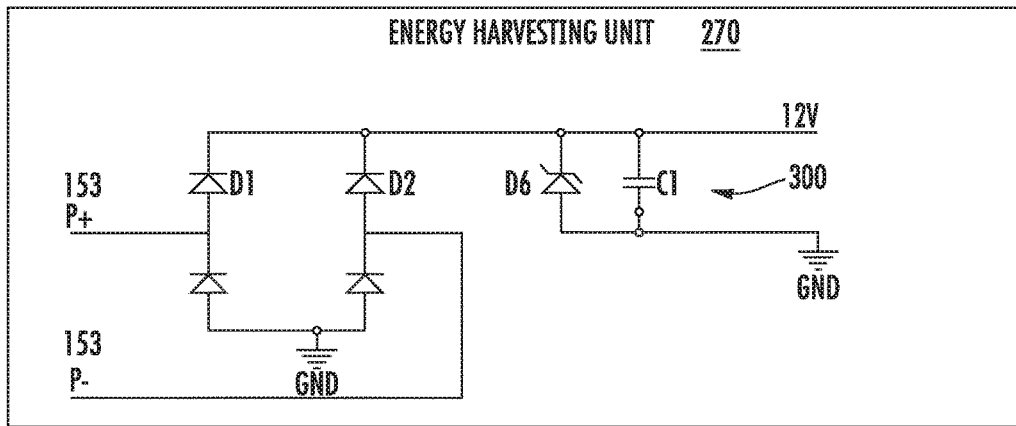 ENERGY HARVESTING UNIT 270
12V
153
P+
D1
D2
D6
C1
300
GND
153
P-
GND